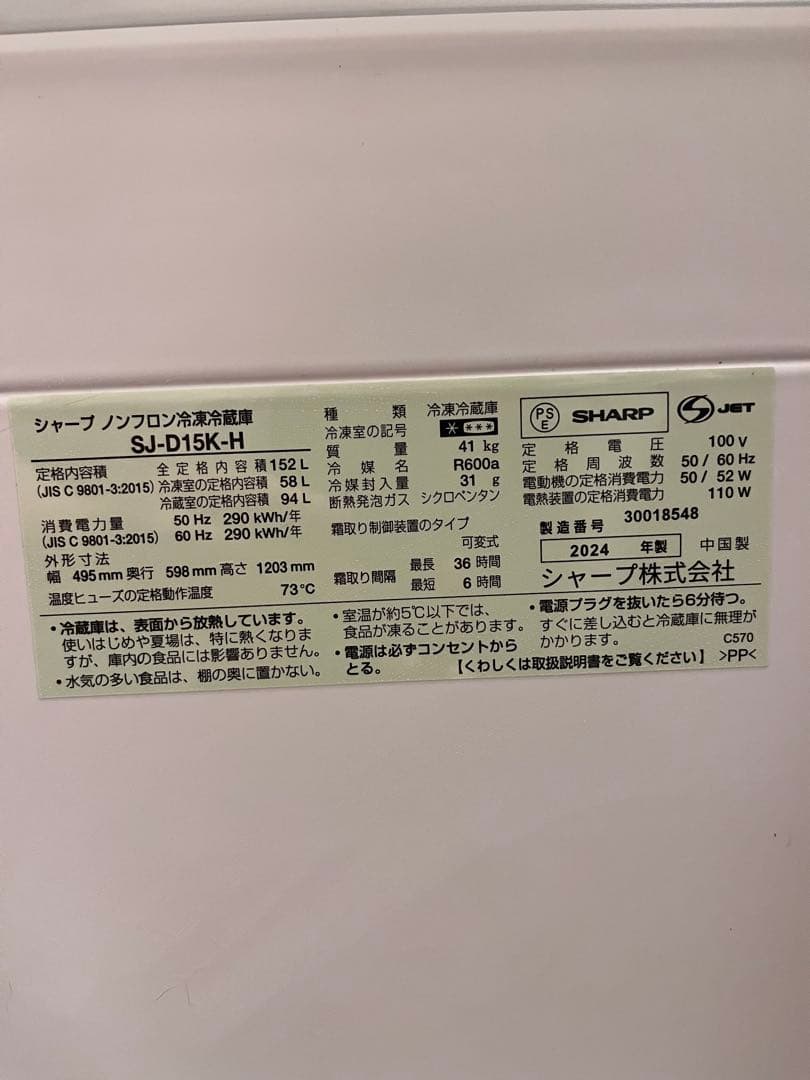 シャープ ノンフロン冷凍冷蔵庫
SJ-D15K-H
定格内容積 全定格内容積 152 L
(JIS C 9801-3:2015) 冷凍室の定格内容積 58 L
冷蔵室の定格内容積 94 L
消費電力量 50 Hz 290 kWh/年
(JIS C 9801-3:2015) 60 Hz 290 kWh/年
外形寸法
幅 495 mm 奥行 598 mm 高さ 1203 mm
温度ヒューズの定格動作温度 73℃
種類 冷凍冷蔵庫
冷凍室の記号 * ***
質量 41 kg
冷媒名 R600a
冷媒封入量 31 g
断熱発泡ガス シクロペンタン
霜取り制御装置のタイプ
可変式
霜取り間隔 最長 36 時間
最短 6 時間
PSE SHARP S JET
定格電圧 100 V
定格周波数 50 / 60 Hz
電動機の定格消費電力 50 / 52 W
電熱装置の定格消費電力 110 W
製造番号 30018548
2024 年製 中国製
シャープ株式会社
・冷蔵庫は、表面から放熱しています。
使いはじめや夏場は、特に熱くなりま
すが、庫内の食品には影響ありません。
・水気の多い食品は、棚の奥に置かない。
・室温が約5℃以下では、
食品が凍ることがあります。
・電源は必ずコンセントから
とる。
・電源プラグを抜いたら6分待つ。
すぐに差し込むと冷蔵庫に無理が
かかります。 C570
【くわしくは取扱説明書をご覧ください】 >PP<